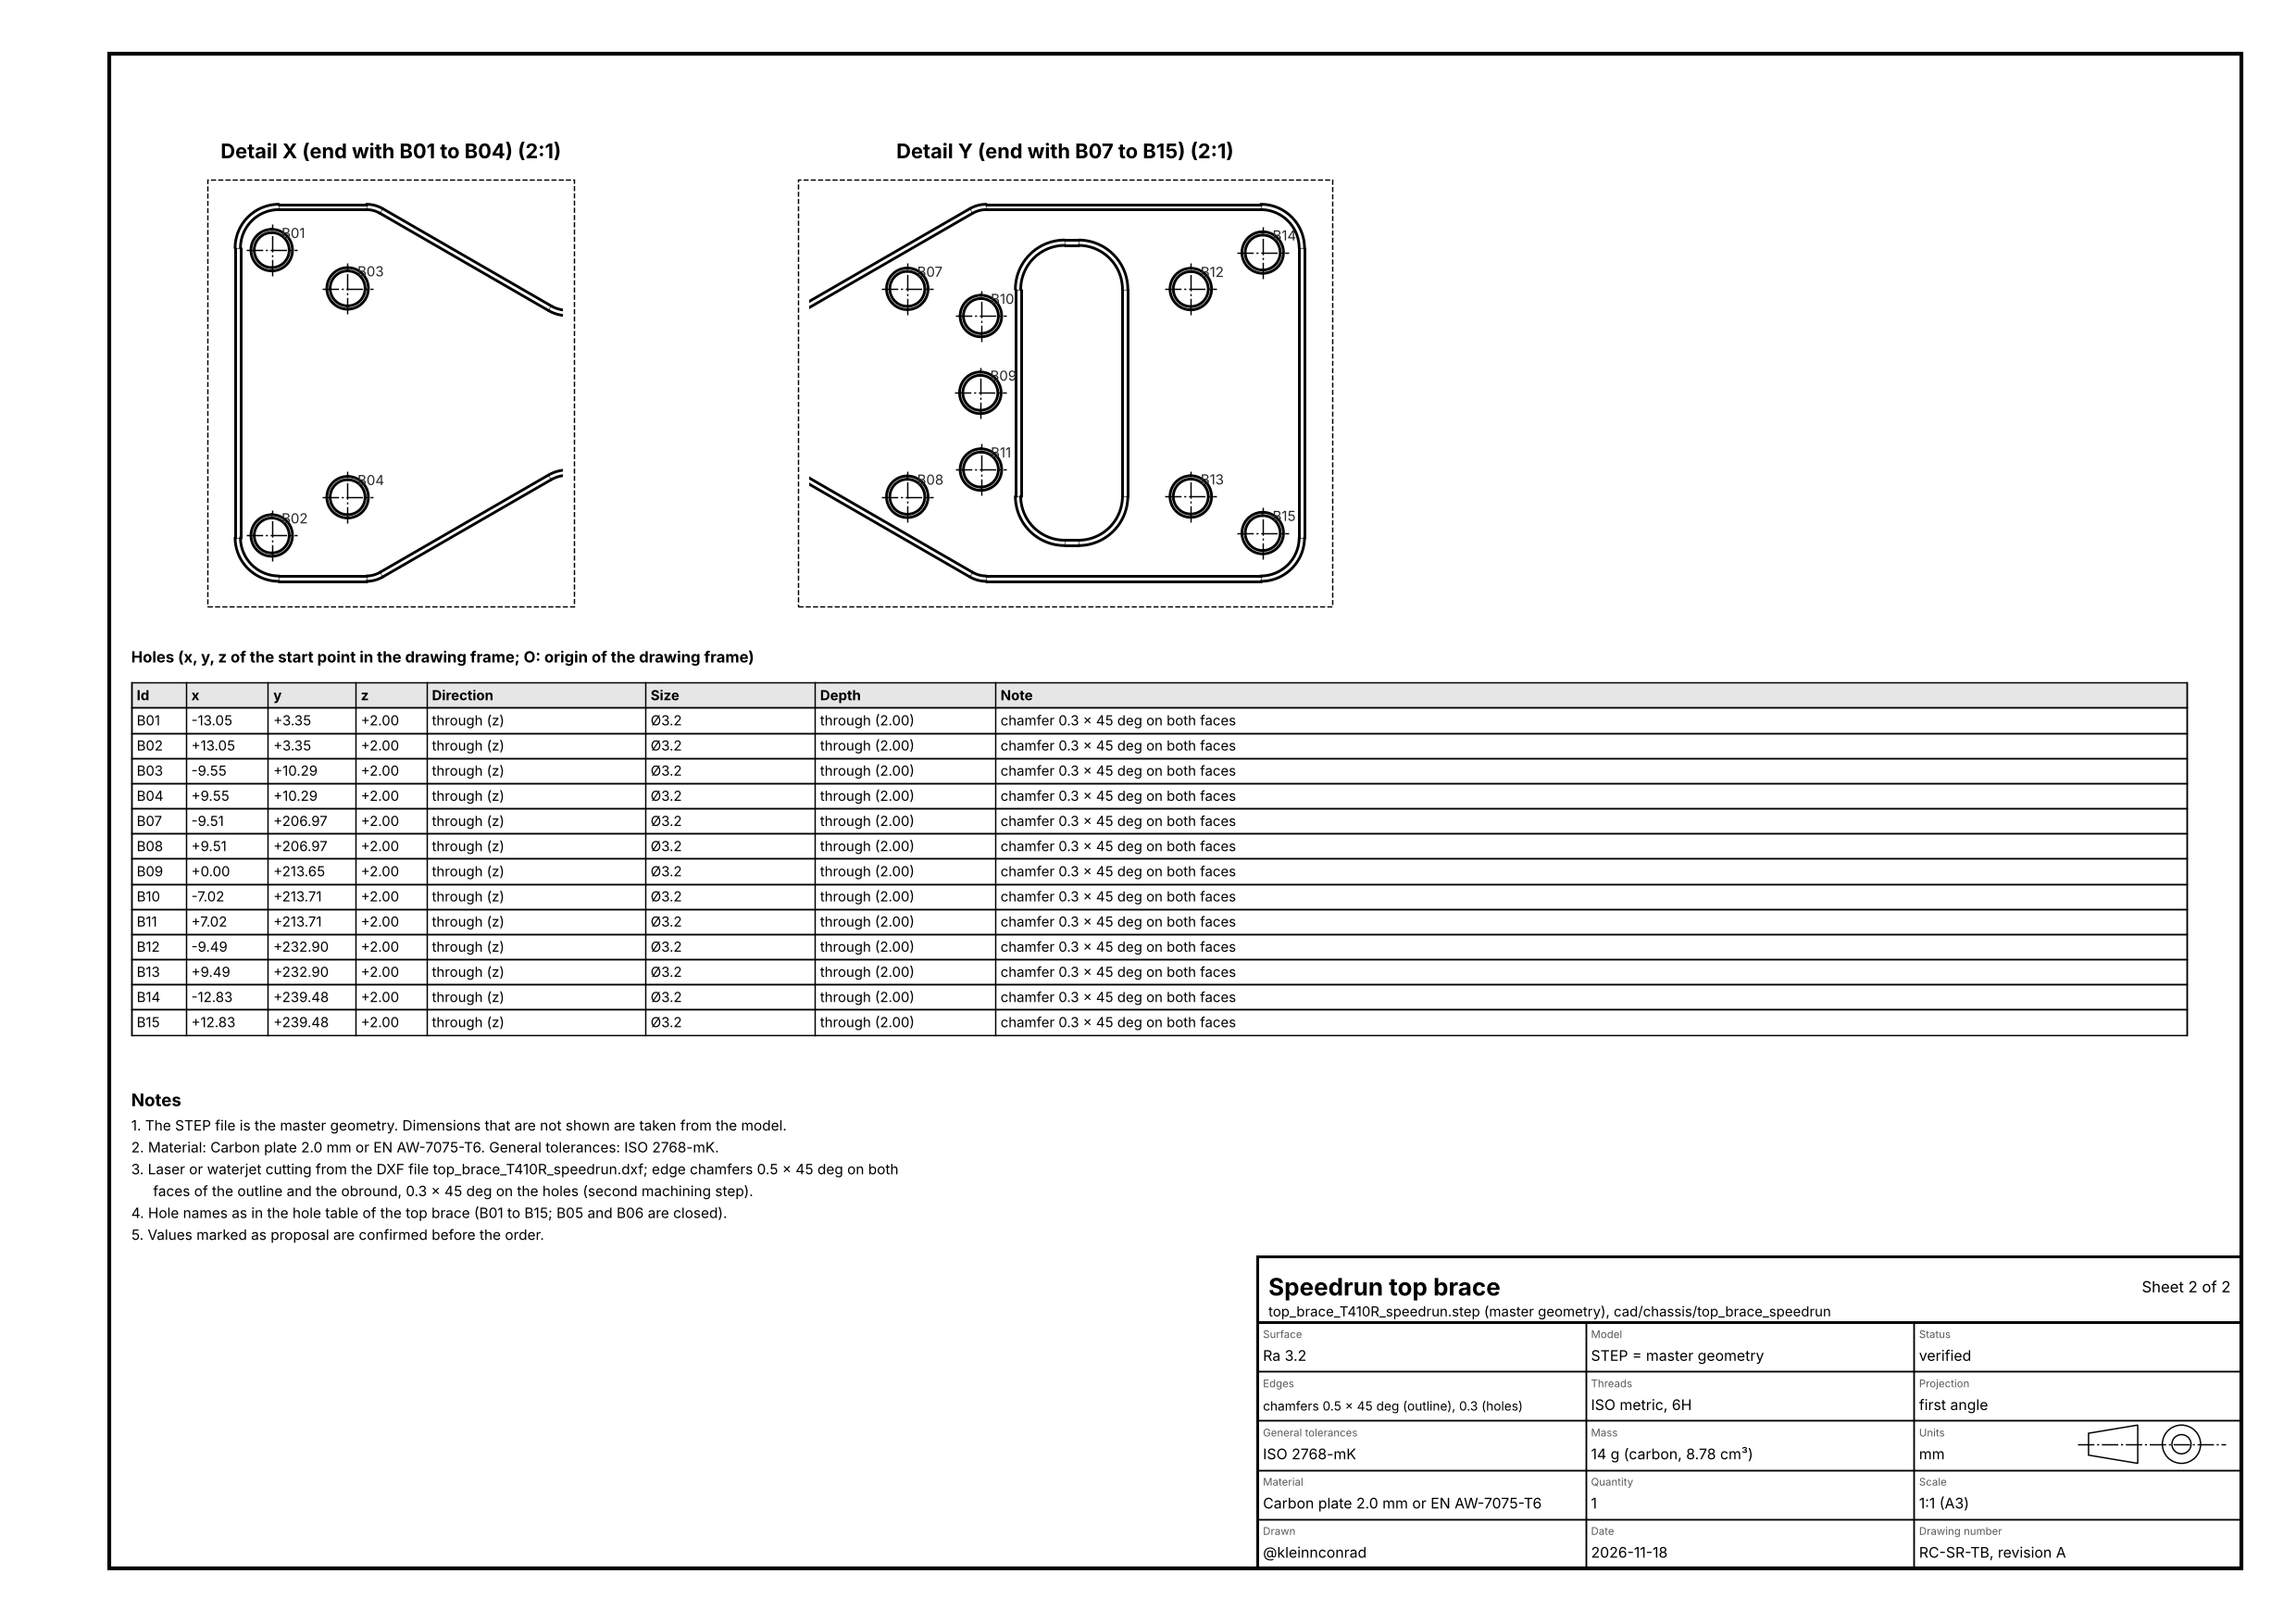 Detail X (end with B01 to B04) (2:1)
Detail Y (end with B07 to B15) (2:1)
B01
B03
B04
B02
B07
B10
B09
B11
B08
B14
B12
B13
B15
Holes (x, y, z of the start point in the drawing frame; O: origin of the drawing frame)
Id x y z Direction Size Depth Note
B01 -13.05 +3.35 +2.00 through (z) Ø3.2 through (2.00) chamfer 0.3 × 45 deg on both faces
B02 +13.05 +3.35 +2.00 through (z) Ø3.2 through (2.00) chamfer 0.3 × 45 deg on both faces
B03 -9.55 +10.29 +2.00 through (z) Ø3.2 through (2.00) chamfer 0.3 × 45 deg on both faces
B04 +9.55 +10.29 +2.00 through (z) Ø3.2 through (2.00) chamfer 0.3 × 45 deg on both faces
B07 -9.51 +206.97 +2.00 through (z) Ø3.2 through (2.00) chamfer 0.3 × 45 deg on both faces
B08 +9.51 +206.97 +2.00 through (z) Ø3.2 through (2.00) chamfer 0.3 × 45 deg on both faces
B09 +0.00 +213.65 +2.00 through (z) Ø3.2 through (2.00) chamfer 0.3 × 45 deg on both faces
B10 -7.02 +213.71 +2.00 through (z) Ø3.2 through (2.00) chamfer 0.3 × 45 deg on both faces
B11 +7.02 +213.71 +2.00 through (z) Ø3.2 through (2.00) chamfer 0.3 × 45 deg on both faces
B12 -9.49 +232.90 +2.00 through (z) Ø3.2 through (2.00) chamfer 0.3 × 45 deg on both faces
B13 +9.49 +232.90 +2.00 through (z) Ø3.2 through (2.00) chamfer 0.3 × 45 deg on both faces
B14 -12.83 +239.48 +2.00 through (z) Ø3.2 through (2.00) chamfer 0.3 × 45 deg on both faces
B15 +12.83 +239.48 +2.00 through (z) Ø3.2 through (2.00) chamfer 0.3 × 45 deg on both faces
Notes
1. The STEP file is the master geometry. Dimensions that are not shown are taken from the model.
2. Material: Carbon plate 2.0 mm or EN AW-7075-T6. General tolerances: ISO 2768-mK.
3. Laser or waterjet cutting from the DXF file top_brace_T410R_speedrun.dxf; edge chamfers 0.5 × 45 deg on both
faces of the outline and the obround, 0.3 × 45 deg on the holes (second machining step).
4. Hole names as in the hole table of the top brace (B01 to B15; B05 and B06 are closed).
5. Values marked as proposal are confirmed before the order.
Speedrun top brace
Sheet 2 of 2
top_brace_T410R_speedrun.step (master geometry), cad/chassis/top_brace_speedrun
Surface Model Status
Ra 3.2 STEP = master geometry verified
Edges Threads Projection
chamfers 0.5 × 45 deg (outline), 0.3 (holes) ISO metric, 6H first angle
General tolerances Mass Units
ISO 2768-mK 14 g (carbon, 8.78 cm³) mm
Material Quantity Scale
Carbon plate 2.0 mm or EN AW-7075-T6 1 1:1 (A3)
Drawn Date Drawing number
@kleinnconrad 2026-11-18 RC-SR-TB, revision A